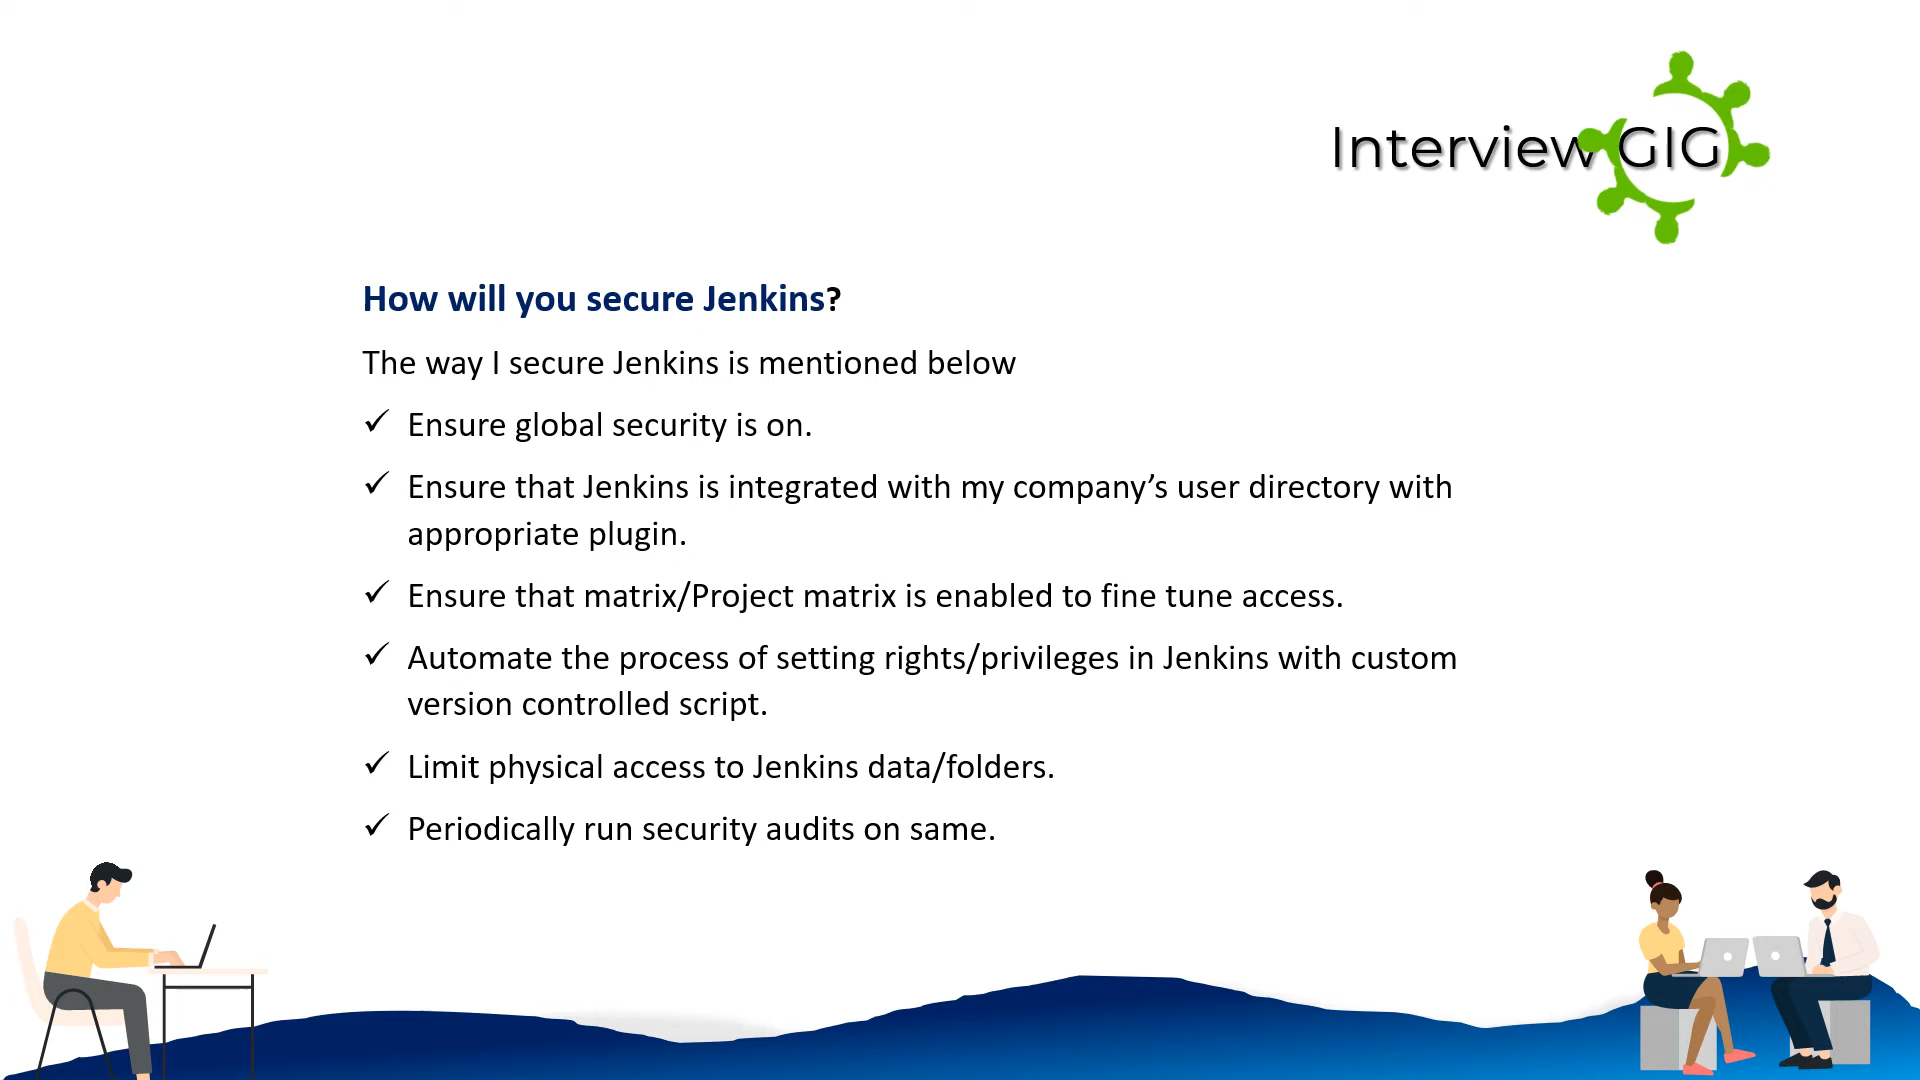 Interview GIG
How will you secure Jenkins?
The way I secure Jenkins is mentioned below
✓ Ensure global security is on.
✓ Ensure that Jenkins is integrated with my company’s user directory with
appropriate plugin.
✓ Ensure that matrix/Project matrix is enabled to fine tune access.
✓ Automate the process of setting rights/privileges in Jenkins with custom
version controlled script.
✓ Limit physical access to Jenkins data/folders.
✓ Periodically run security audits on same.